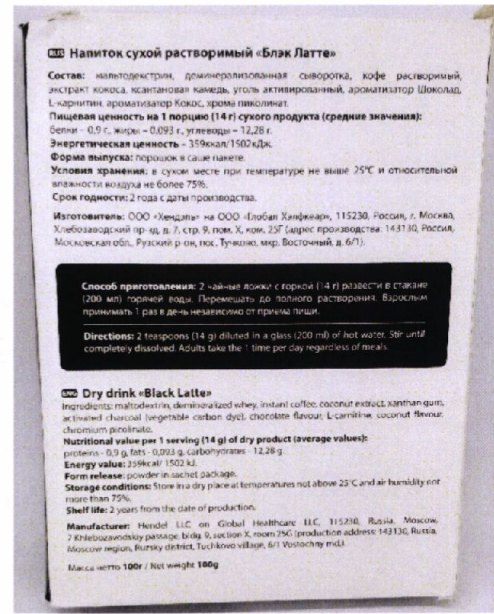 RUS Напиток сухой растворимый «Блэк Латте»
Состав: мальтодекстрин, деминерализованная сыворотка, кофе растворимый,
экстракт кокоса, ксантановая камедь, уголь активированный, ароматизатор Шоколад,
L-карнитин, ароматизатор Кокос, хрома пиколинат.
Пищевая ценность на 1 порцию (14 г) сухого продукта (средние значения):
белки – 0,9 г., жиры – 0,093 г., углеводы – 12,28 г.
Энергетическая ценность – 359ккал/1502кДж.
Форма выпуска: порошок в саше пакете.
Условия хранения: в сухом месте при температуре не выше 25°С и относительной
влажности воздуха не более 75%.
Срок годности: 2 года с даты производства.
Изготовитель: ООО «Хендэль» на ООО «Глобал Хэлфкеар», 115230, Россия, г. Москва,
Хлебозаводский пр-зд, д. 7, стр. 9, пом. X, ком. 25Г (адрес производства: 143130, Россия,
Московская обл., Рузский р-он, пос. Тучково, мкр. Восточный, д. 6/1).
Способ приготовления: 2 чайные ложки с горкой (14 г) развести в стакане
(200 мл) горячей воды. Перемешать до полного растворения. Взрослым
принимать 1 раз в день независимо от приема пищи.
Directions: 2 teaspoons (14 g) diluted in a glass (200 ml) of hot water. Stir until
completely dissolved. Adults take the 1 time per day regardless of meals.
ENG Dry drink «Black Latte»
Ingredients: maltodextrin, demineralized whey, instant coffee, coconut extract, xanthan gum,
activated charcoal (vegetable carbon dye), chocolate flavour, L-carnitine, coconut flavour,
chromium picolinate.
Nutritional value per 1 serving (14 g) of dry product (average values):
proteins - 0,9 g, fats - 0,093 g, carbohydrates - 12,28 g.
Energy value: 359kcal/ 1502 kJ.
Form release: powder in sachet package.
Storage conditions: Store in a dry place at temperatures not above 25°C and air humidity not
more than 75%.
Shelf life: 2 years from the date of production.
Manufacturer: Hendel LLC on Global Healthcare LLC, 115230, Russia, Moscow,
7 Khlebozavodskiy passage, bldg. 9, section X, room 25G (production address: 143130, Russia,
Moscow region, Ruzsky district, Tuchkovo village, 6/1 Vostochny md.).
Масса нетто 100г / Net weight 100g